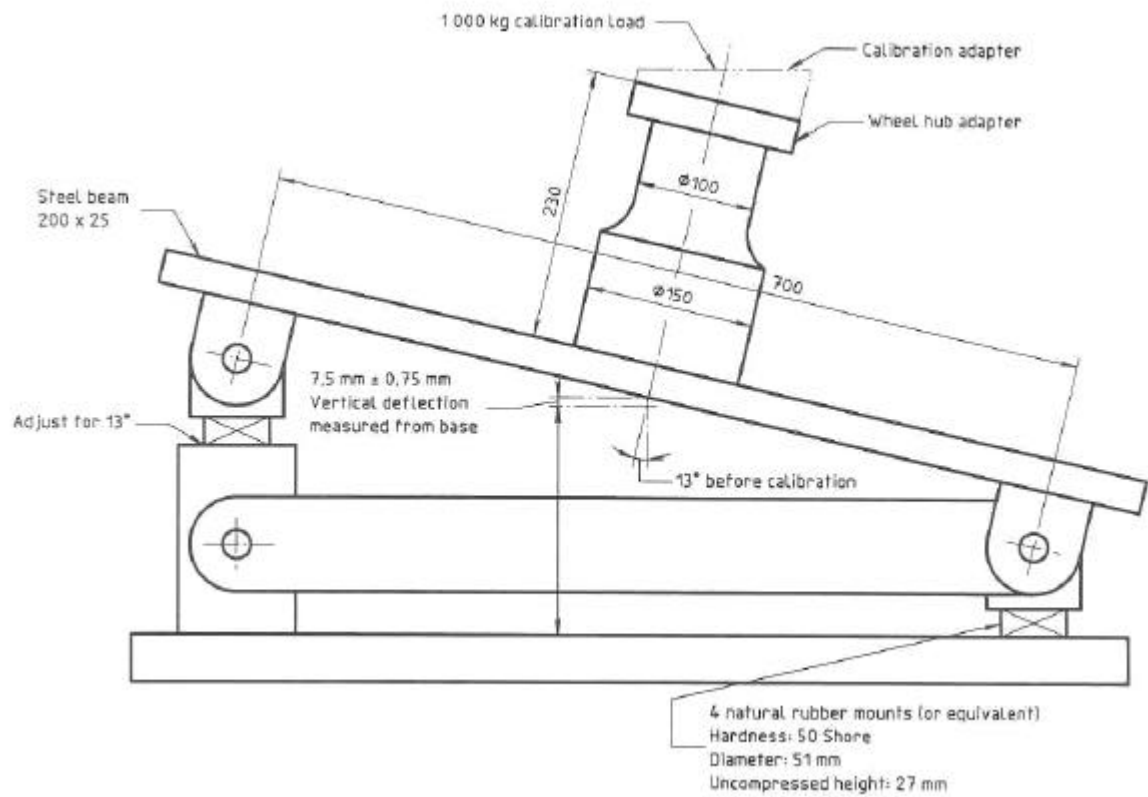 1 000 kg calibration load
Calibration adapter
Wheel hub adapter
Steel beam
200 x 25
230
ø100
700
ø150
7,5 mm ± 0,75 mm
Vertical deflection
measured from base
Adjust for 13°
13° before calibration
4 natural rubber mounts (or equivalent)
Hardness: 50 Shore
Diameter: 51 mm
Uncompressed height: 27 mm